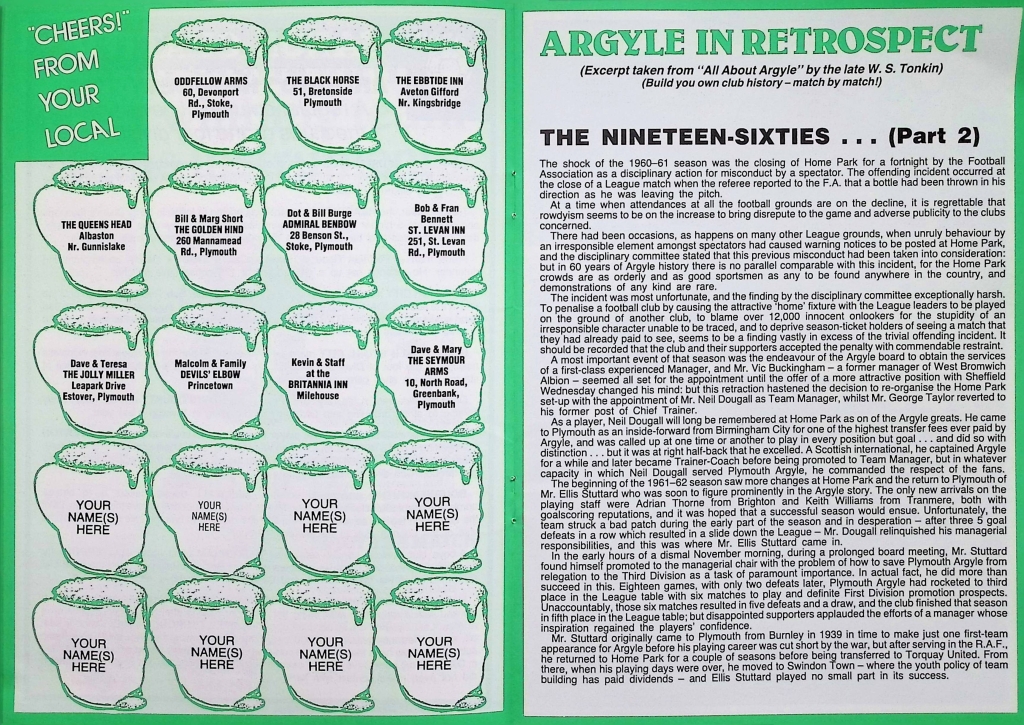 "CHEERS!"
FROM
YOUR
LOCAL
ODDFELLOW ARMS
60, Devonport
Rd., Stoke,
Plymouth
THE BLACK HORSE
51, Bretonside
Plymouth
THE EBBTIDE INN
Aveton Gifford
Nr. Kingsbridge
THE QUEENS HEAD
Albaston
Nr. Gunnislake
Bill & Marg Short
THE GOLDEN HIND
260 Mannamead
Rd., Plymouth
Dot & Bill Burge
ADMIRAL BENBOW
28 Benson St.,
Stoke, Plymouth
Bob & Fran
Bennett
ST. LEVAN INN
251, St. Levan
Rd., Plymouth
Dave & Teresa
THE JOLLY MILLER
Leapark Drive
Estover, Plymouth
Malcolm & Family
DEVILS' ELBOW
Princetown
Kevin & Staff
at the
BRITANNIA INN
Milehouse
Dave & Mary
THE SEYMOUR
ARMS
10, North Road,
Greenbank,
Plymouth
YOUR
NAME(S)
HERE
YOUR
NAME(S)
HERE
YOUR
NAME(S)
HERE
YOUR
NAME(S)
HERE
YOUR
NAME(S)
HERE
YOUR
NAME(S)
HERE
YOUR
NAME(S)
HERE
YOUR
NAME(S)
HERE
ARGYLE IN RETROSPECT
(Excerpt taken from "All About Argyle" by the late W. S. Tonkin)
(Build you own club history – match by match!)
THE NINETEEN-SIXTIES . . . (Part 2)
The shock of the 1960–61 season was the closing of Home Park for a fortnight by the Football
Association as a disciplinary action for misconduct by a spectator. The offending incident occurred at
the close of a League match when the referee reported to the F.A. that a bottle had been thrown in his
direction as he was leaving the pitch.
At a time when attendances at all the football grounds are on the decline, it is regrettable that
rowdyism seems to be on the increase to bring disrepute to the game and adverse publicity to the clubs
concerned.
There had been occasions, as happens on many other League grounds, when unruly behaviour by
an irresponsible element amongst spectators had caused warning notices to be posted at Home Park,
and the disciplinary committee stated that this previous misconduct had been taken into consideration:
but in 60 years of Argyle history there is no parallel comparable with this incident, for the Home Park
crowds are as orderly and as good sportsmen as any to be found anywhere in the country, and
demonstrations of any kind are rare.
The incident was most unfortunate, and the finding by the disciplinary committee exceptionally harsh.
To penalise a football club by causing the attractive 'home' fixture with the League leaders to be played
on the ground of another club, to blame over 12,000 innocent onlookers for the stupidity of an
irresponsible character unable to be traced, and to deprive season-ticket holders of seeing a match that
they had already paid to see, seems to be a finding vastly in excess of the trivial offending incident. It
should be recorded that the club and their supporters accepted the penalty with commendable restraint.
A most important event of that season was the endeavour of the Argyle board to obtain the services
of a first-class experienced Manager, and Mr. Vic Buckingham – a former manager of West Bromwich
Albion – seemed all set for the appointment until the offer of a more attractive position with Sheffield
Wednesday changed his mind: but this retraction hastened the decision to re-organise the Home Park
set-up with the appointment of Mr. Neil Dougall as Team Manager, whilst Mr. George Taylor reverted to
his former post of Chief Trainer.
As a player, Neil Dougall will long be remembered at Home Park as on of the Argyle greats. He came
to Plymouth as an inside-forward from Birmingham City for one of the highest transfer fees ever paid by
Argyle, and was called up at one time or another to play in every position but goal . . . and did so with
distinction . . . but it was at right half-back that he excelled. A Scottish international, he captained Argyle
for a while and later became Trainer-Coach before being promoted to Team Manager, but in whatever
capacity in which Neil Dougall served Plymouth Argyle, he commanded the respect of the fans.
The beginning of the 1961–62 season saw more changes at Home Park and the return to Plymouth of
Mr. Ellis Stuttard who was soon to figure prominently in the Argyle story. The only new arrivals on the
playing staff were Adrian Thorne from Brighton and Keith Williams from Tranmere, both with
goalscoring reputations, and it was hoped that a successful season would ensue. Unfortunately, the
team struck a bad patch during the early part of the season and in desperation – after three 5 goal
defeats in a row which resulted in a slide down the League – Mr. Dougall relinquished his managerial
responsibilities, and this was where Mr. Ellis Stuttard came in.
In the early hours of a dismal November morning, during a prolonged board meeting, Mr. Stuttard
found himself promoted to the managerial chair with the problem of how to save Plymouth Argyle from
relegation to the Third Division as a task of paramount importance. In actual fact, he did more than
succeed in this. Eighteen games, with only two defeats later, Plymouth Argyle had rocketed to third
place in the League table with six matches to play and definite First Division promotion prospects.
Unaccountably, those six matches resulted in five defeats and a draw, and the club finished that season
in fifth place in the League table; but disappointed supporters applauded the efforts of a manager whose
inspiration regained the players' confidence.
Mr. Stuttard originally came to Plymouth from Burnley in 1939 in time to make just one first-team
appearance for Argyle before his playing career was cut short by the war, but after serving in the R.A.F.,
he returned to Home Park for a couple of seasons before being transferred to Torquay United. From
there, when his playing days were over, he moved to Swindon Town – where the youth policy of team
building has paid dividends – and Ellis Stuttard played no small part in its success.